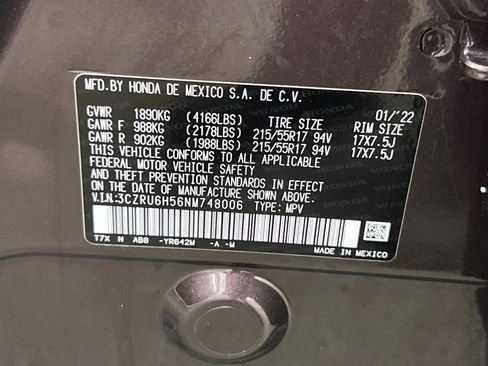 MFD.BY HONDA DE MEXICO S.A. DE C.V.
01/'22
GVWR 1890KG (4166LBS) TIRE SIZE RIM SIZE
GAWR F 988KG (2178LBS) 215/55R17 94V 17X7.5J
GAWR R 902KG (1988LBS) 215/55R17 94V 17X7.5J
THIS VEHICLE CONFORMS TO ALL APPLICABLE
FEDERAL MOTOR VEHICLE SAFETY, BUMPER,
AND THEFT PREVENTION STANDARDS IN EFFECT
ON THE DATE OF MANUFACTURE SHOWN ABOVE.
V.I.N:3CZRU6H56NM748006 TYPE: MPV
T7X N AB8 -YR642M -A -M MADE IN MEXICO